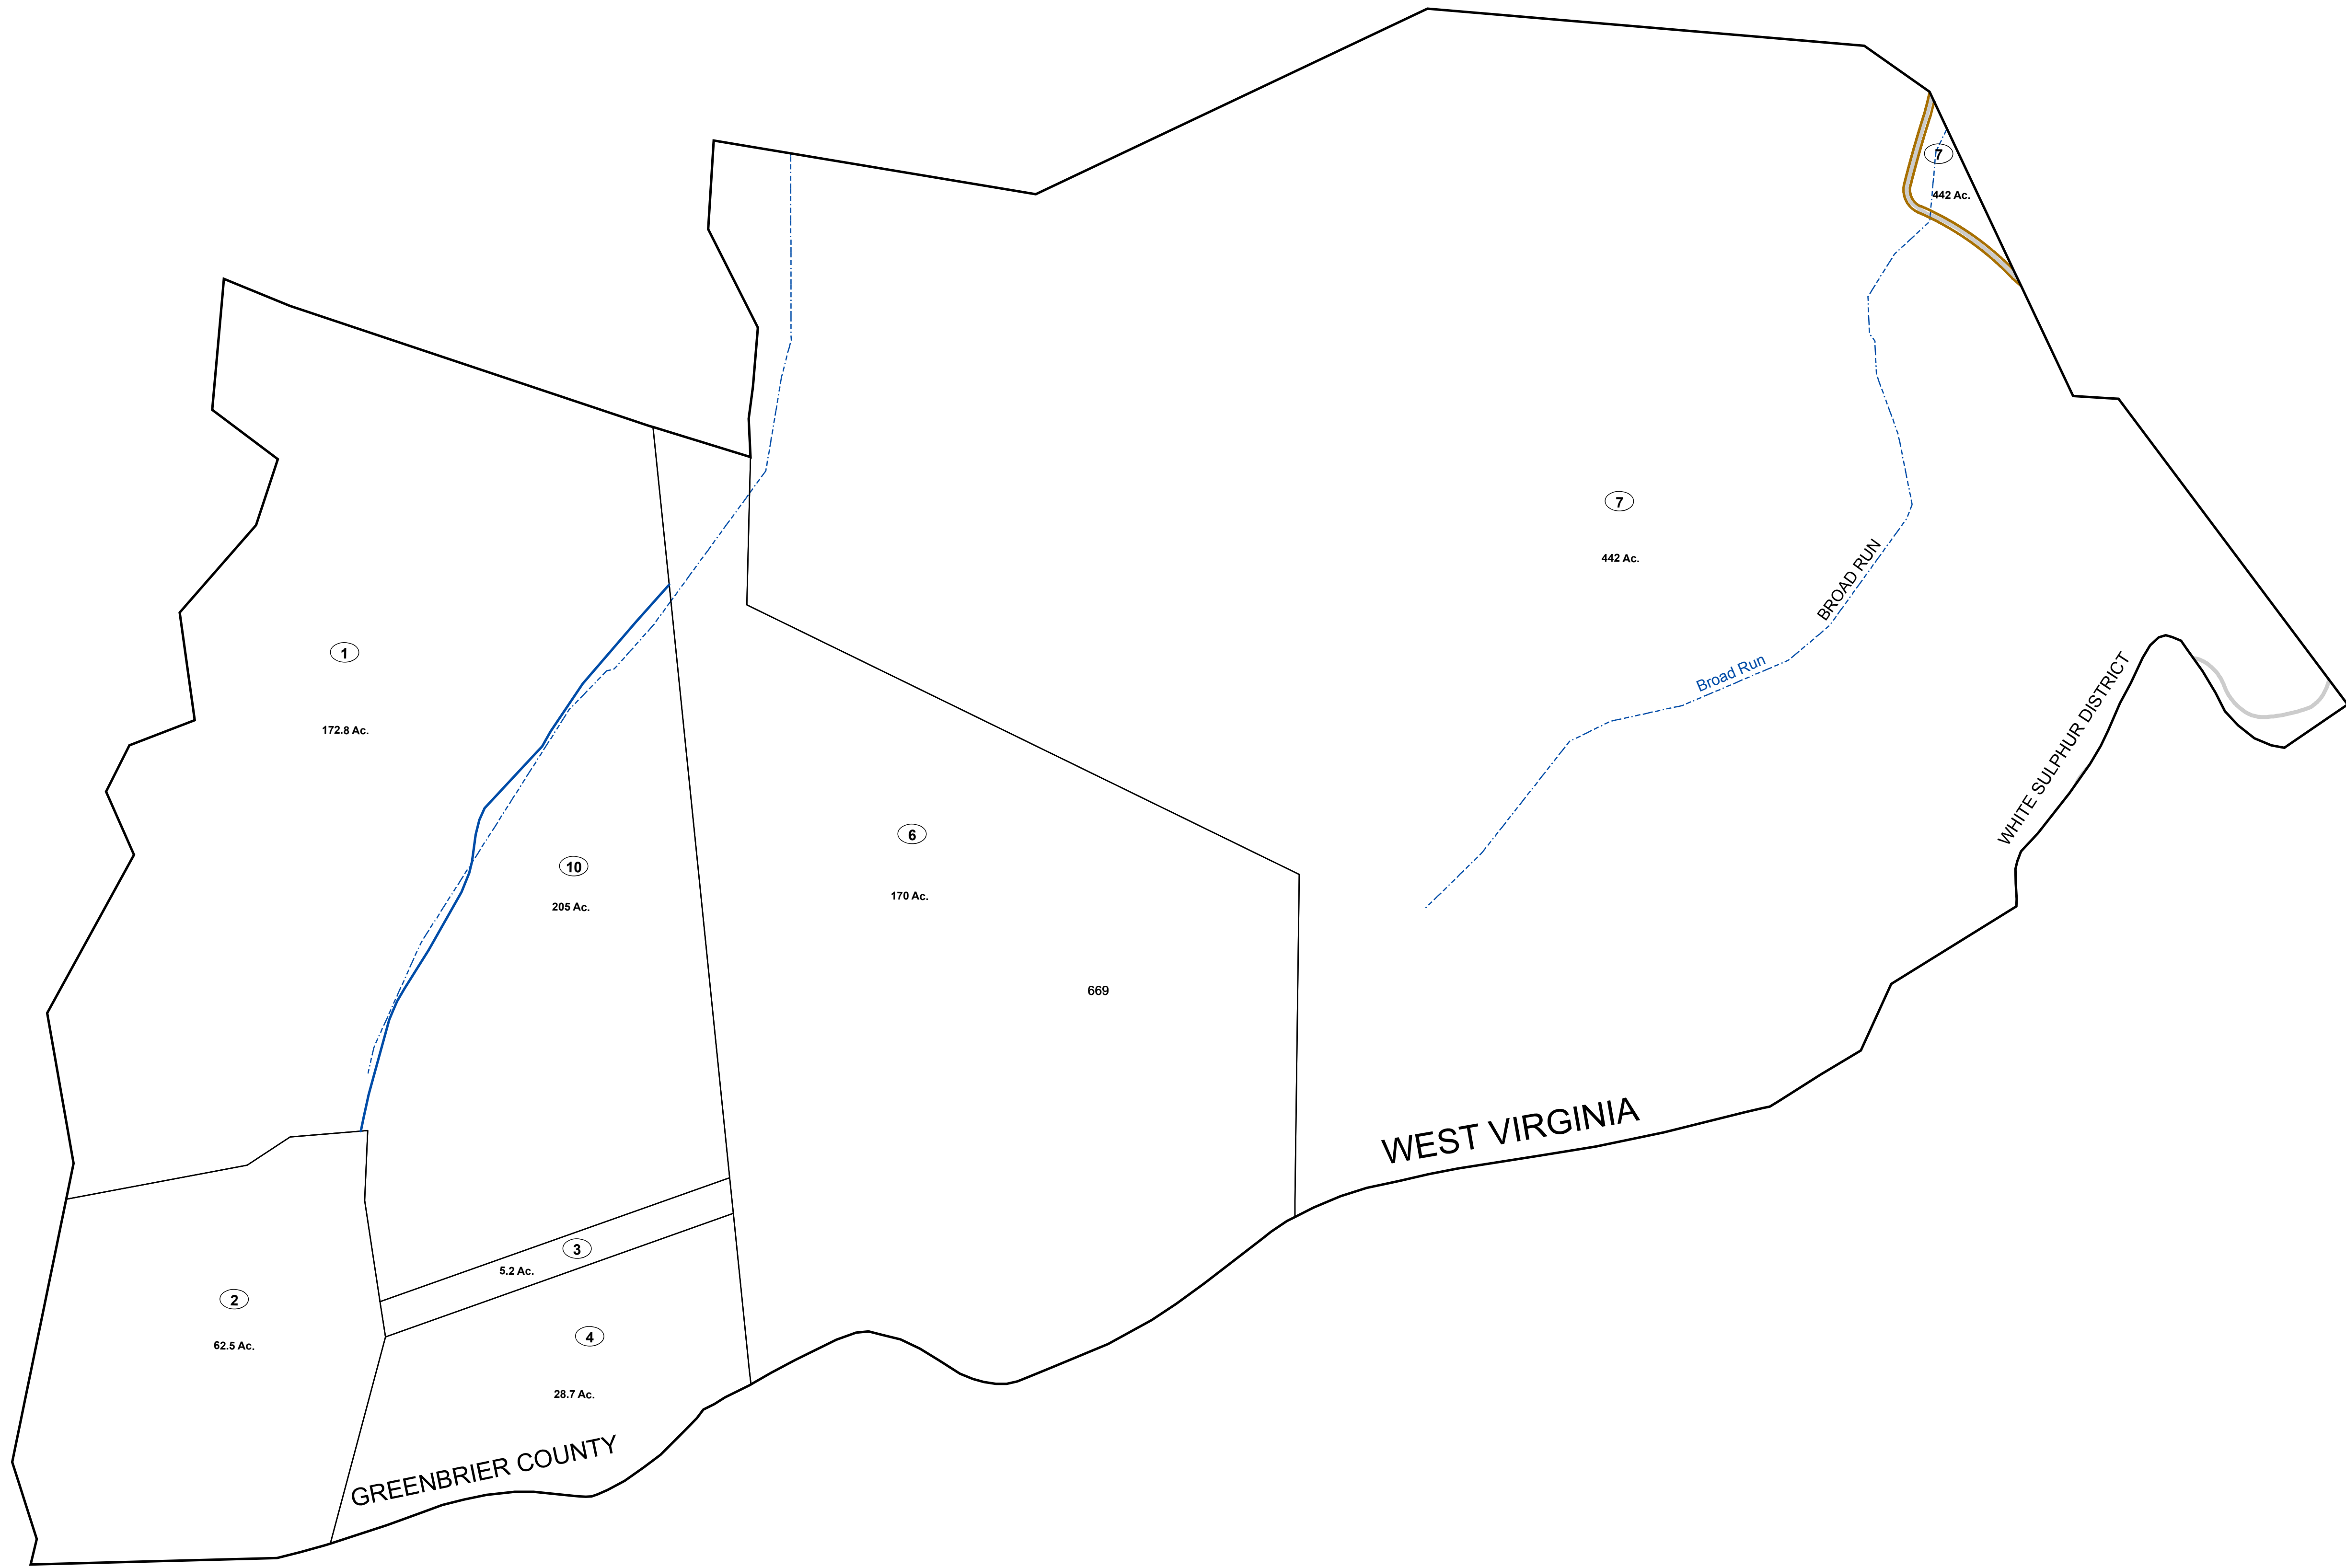 7
442 Ac.
7
442 Ac.
BROAD RUN
Broad Run
WHITE SULPHUR DISTRICT
1
172.8 Ac.
6
170 Ac.
10
205 Ac.
669
WEST VIRGINIA
3
5.2 Ac.
2
62.5 Ac.
4
28.7 Ac.
GREENBRIER COUNTY